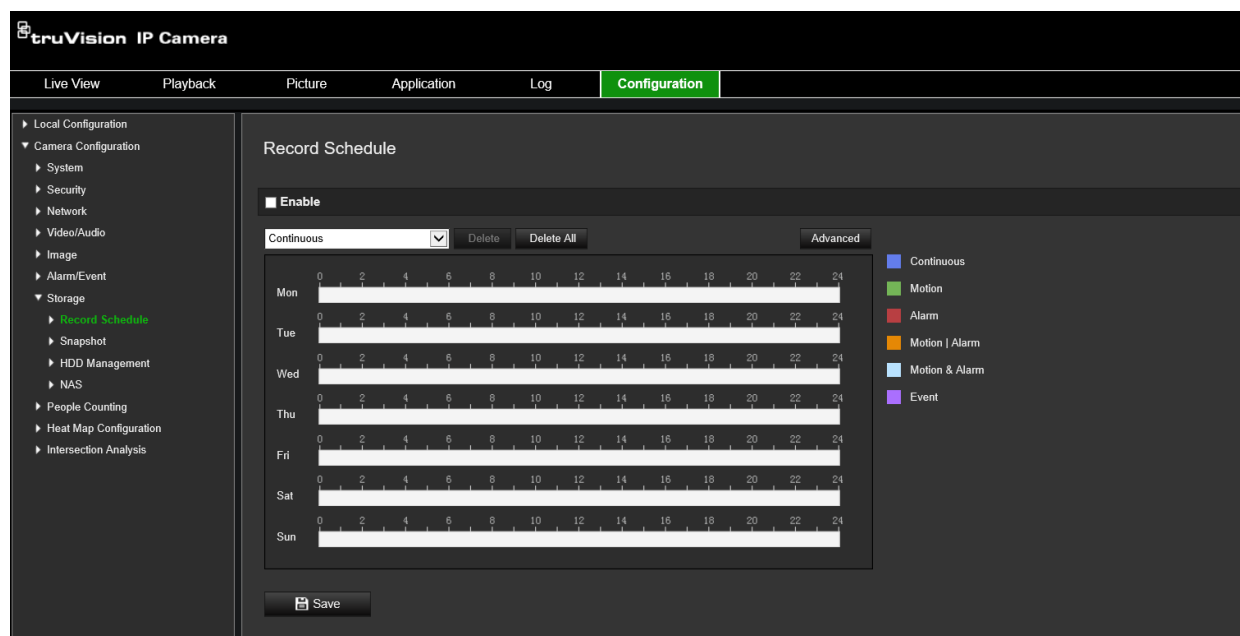 truVision IP Camera
Live View Playback Picture Application Log Configuration
Local Configuration
Camera Configuration
System
Security
Network
Video/Audio
Image
Alarm/Event
Storage
Record Schedule
Snapshot
HDD Management
NAS
People Counting
Heat Map Configuration
Intersection Analysis
Record Schedule
Enable
Continuous Delete Delete All Advanced
0 2 4 6 8 10 12 14 16 18 20 22 24
Mon
0 2 4 6 8 10 12 14 16 18 20 22 24
Tue
0 2 4 6 8 10 12 14 16 18 20 22 24
Wed
0 2 4 6 8 10 12 14 16 18 20 22 24
Thu
0 2 4 6 8 10 12 14 16 18 20 22 24
Fri
0 2 4 6 8 10 12 14 16 18 20 22 24
Sat
0 2 4 6 8 10 12 14 16 18 20 22 24
Sun
Continuous
Motion
Alarm
Motion | Alarm
Motion & Alarm
Event
Save